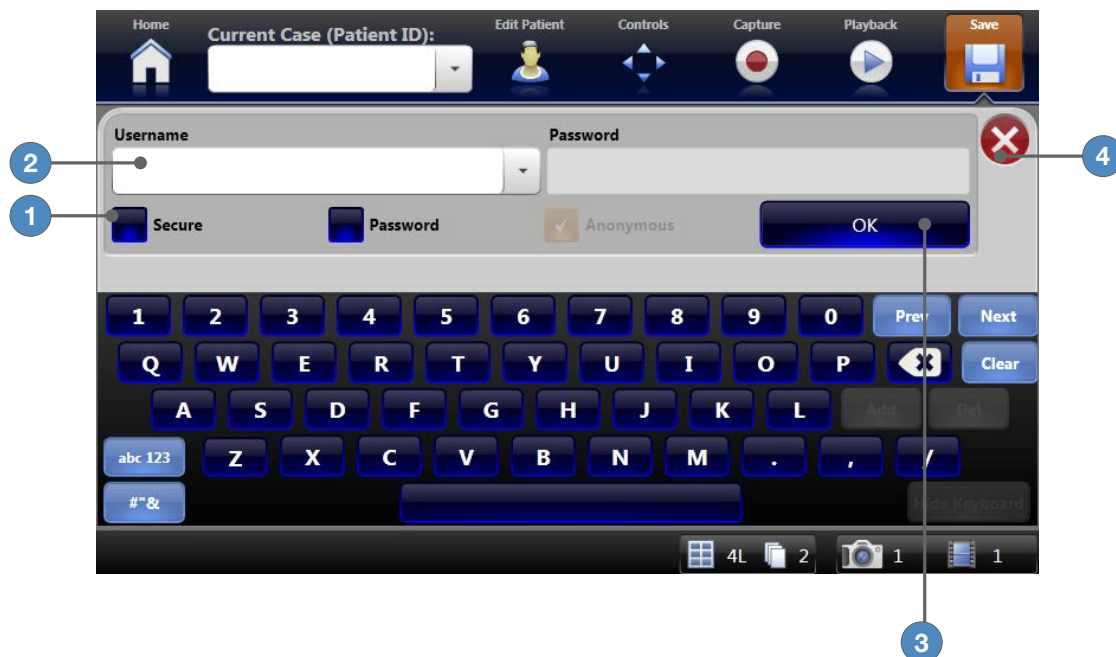 Home Current Case (Patient ID): Edit Patient Controls Capture Playback Save
Username Password
2
4
1
Secure Password Anonymous OK
1 2 3 4 5 6 7 8 9 0 Prev Next
Q W E R T Y U I O P Clear
A S D F G H J K L Add Del
abc 123 Z X C V B N M . , /
#"& Hide Keyboard
4L 2 1 1
3